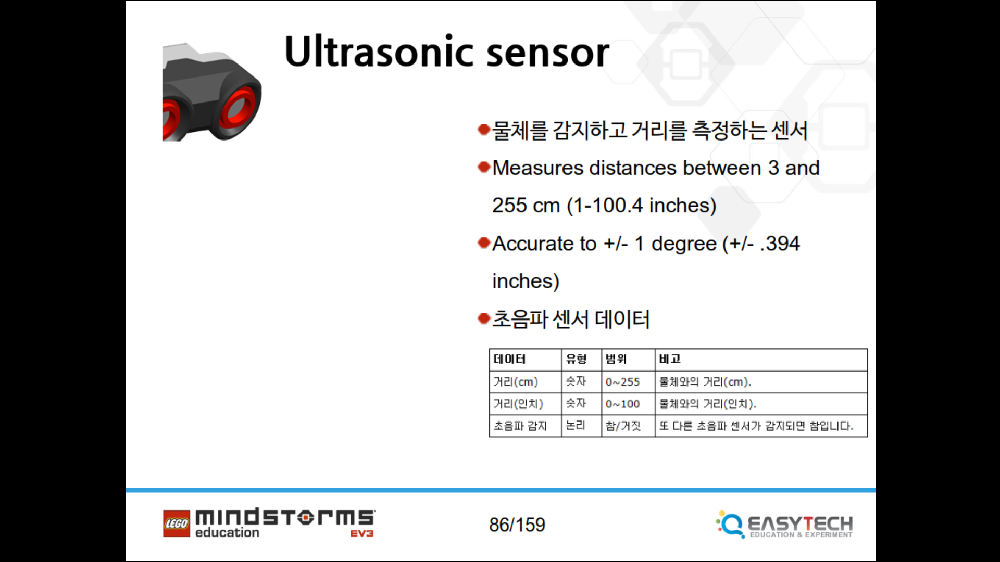 Ultrasonic sensor
물체를 감지하고 거리를 측정하는 센서
Measures distances between 3 and
255 cm (1-100.4 inches)
Accurate to +/- 1 degree (+/- .394
inches)
초음파 센서 데이터
데이터 유형 범위 비고
거리(cm) 숫자 0~255 물체와의 거리(cm).
거리(인치) 숫자 0~100 물체와의 거리(인치).
초음파 감지 논리 참/거짓 또 다른 초음파 센서가 감지되면 참입니다.
LEGO mindstorms
education EV3
86/159
EASYTECH
EDUCATION & EXPERIMENT